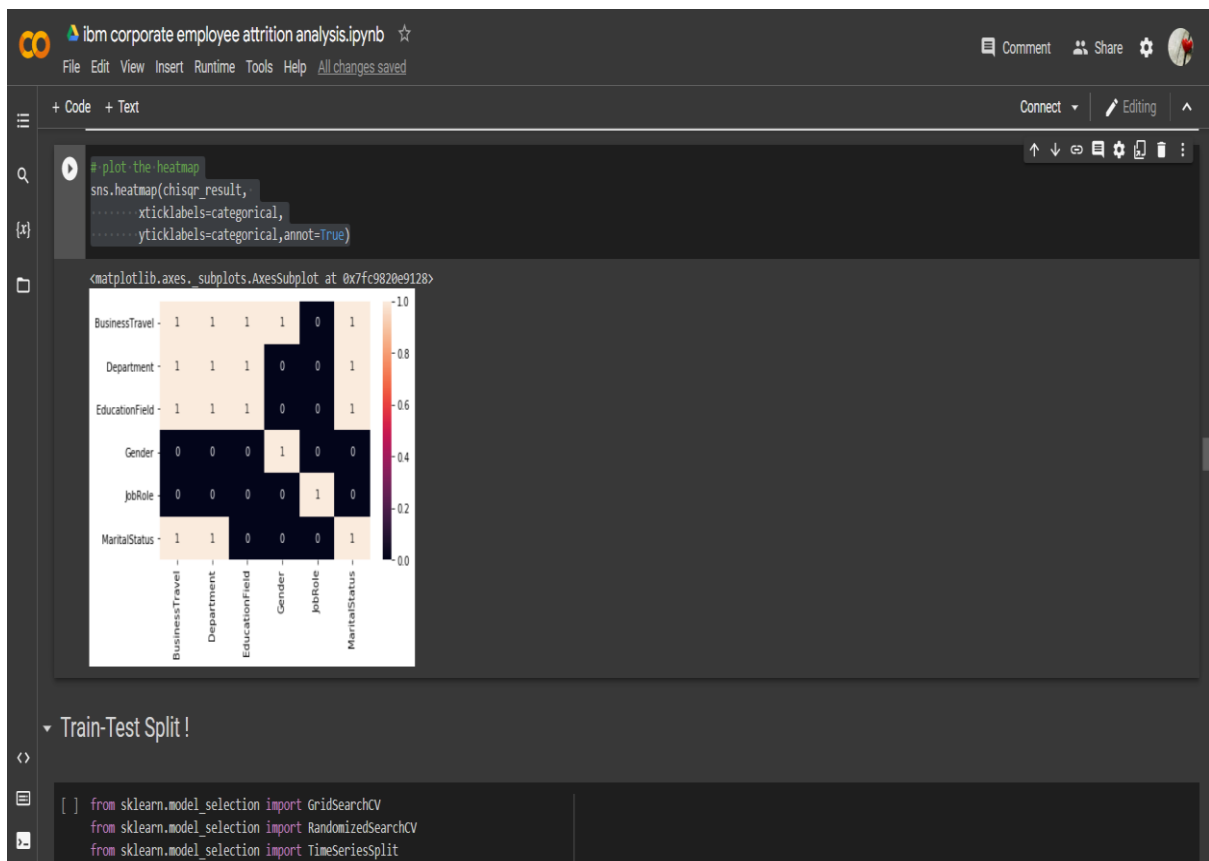 ibm corporate employee attrition analysis.ipynb
File Edit View Insert Runtime Tools Help All changes saved
Comment Share
+ Code + Text
Connect Editing
# plot the heatmap
sns.heatmap(chisqr_result,
xticklabels=categorical,
yticklabels=categorical,annot=True)
<matplotlib.axes._subplots.AxesSubplot at 0x7fc9820e9128>
BusinessTravel 1 1 1 1 0 1
Department 1 1 1 0 0 1
EducationField 1 1 1 0 0 1
Gender 0 0 0 1 0 0
JobRole 0 0 0 0 1 0
MaritalStatus 1 1 0 0 0 1
1.0
0.8
0.6
0.4
0.2
0.0
BusinessTravel
Department
EducationField
Gender
JobRole
MaritalStatus
Train-Test Split !
[ ] from sklearn.model_selection import GridSearchCV
from sklearn.model_selection import RandomizedSearchCV
from sklearn.model_selection import TimeSeriesSplit